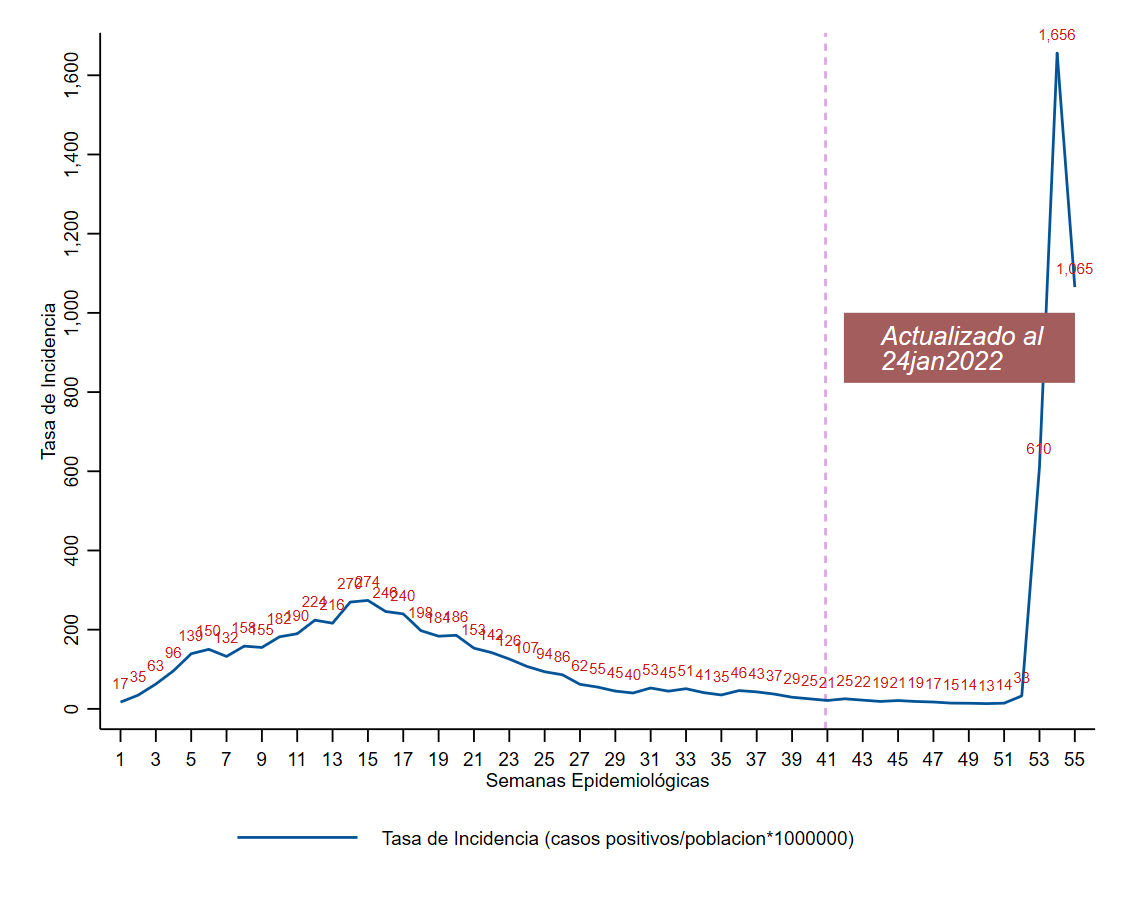 1,656
1,600
1,400
1,200
1,065
1,000
Actualizado al
24jan2022
800
610
600
400
200
0
Tasa de Incidencia
17 35 63 96 139 150 132 158 155 182 190 224 216 270 274 246 240 198 184 186 153 142 126 107 94 86 62 55 45 40 53 45 51 41 35 46 43 37 29 25 21 25 22 19 21 19 17 15 14 13 14 33
1 3 5 7 9 11 13 15 17 19 21 23 25 27 29 31 33 35 37 39 41 43 45 47 49 51 53 55
Semanas Epidemiológicas
Tasa de Incidencia (casos positivos/poblacion*1000000)